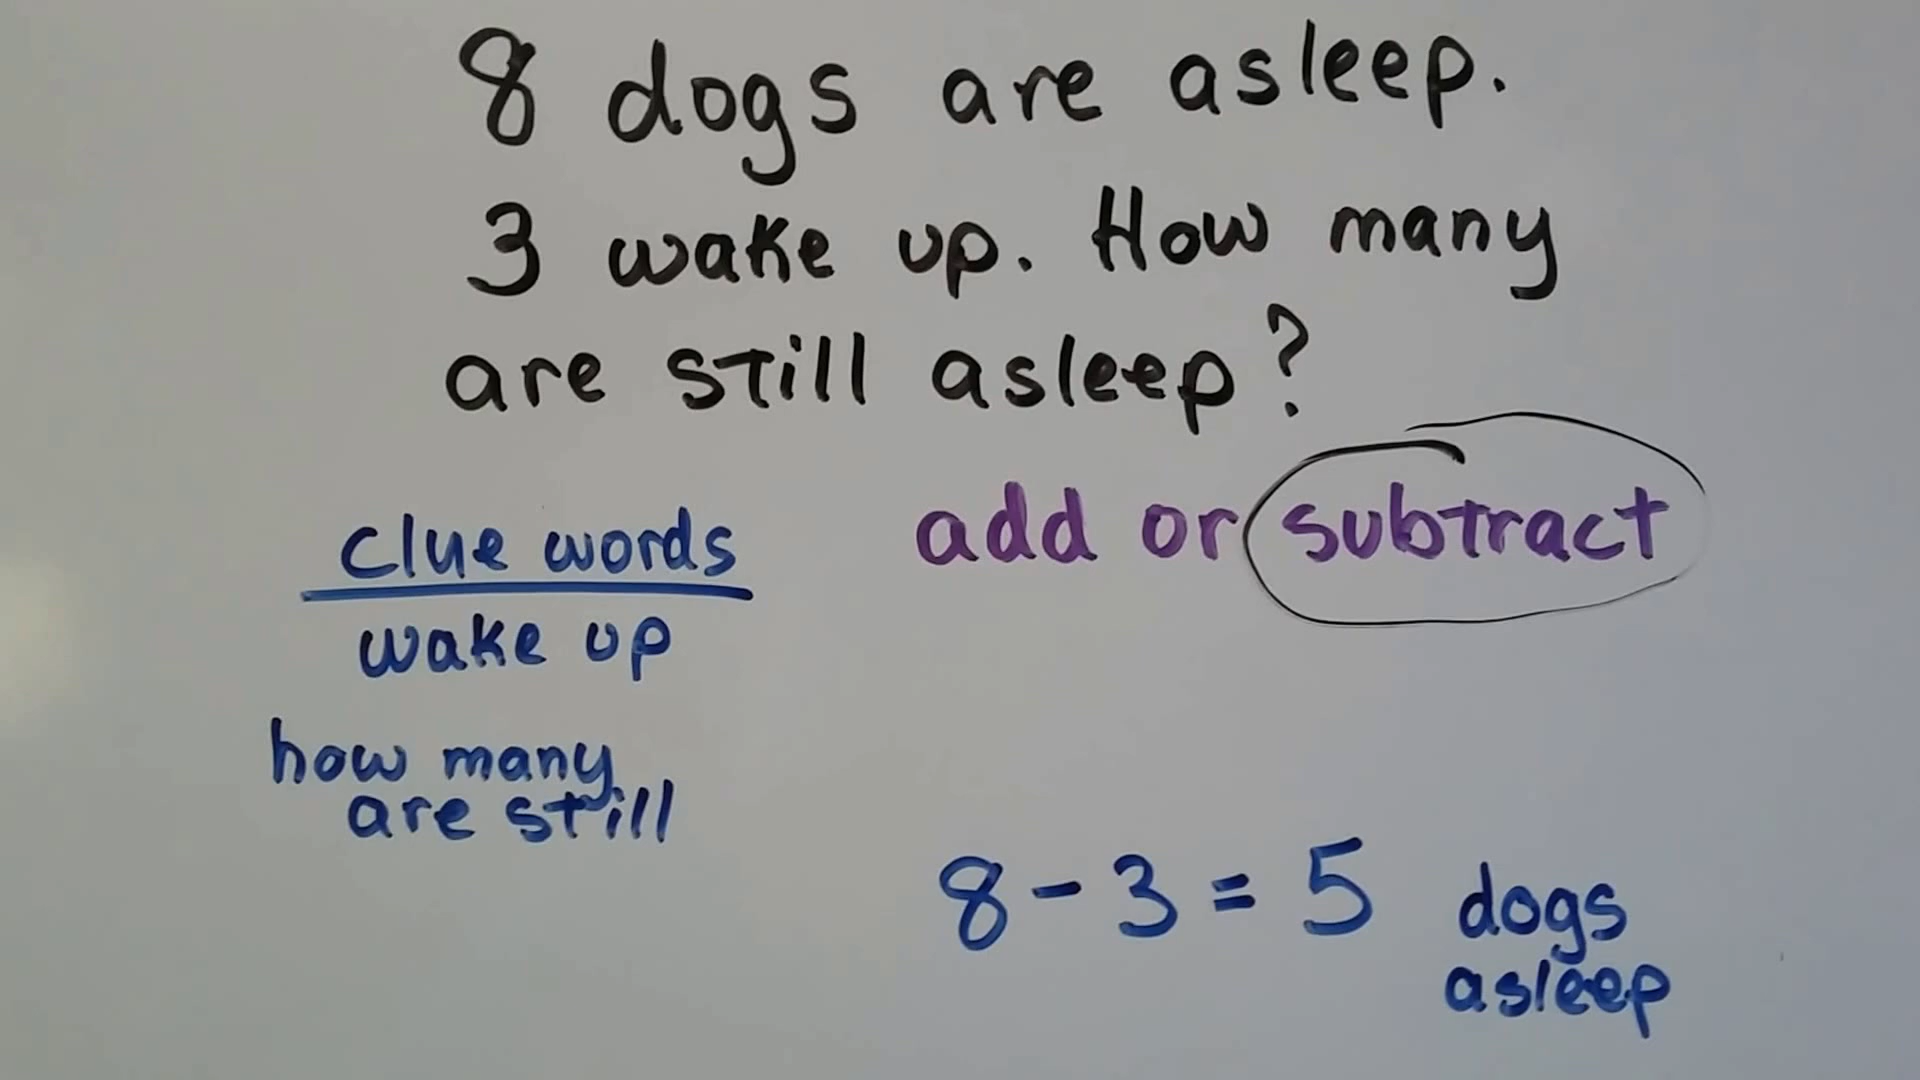 8 dogs are asleep.
3 wake up. How many
are still asleep?
add or subtract
clue words
wake up
how many
are still
8 - 3 = 5 dogs
asleep